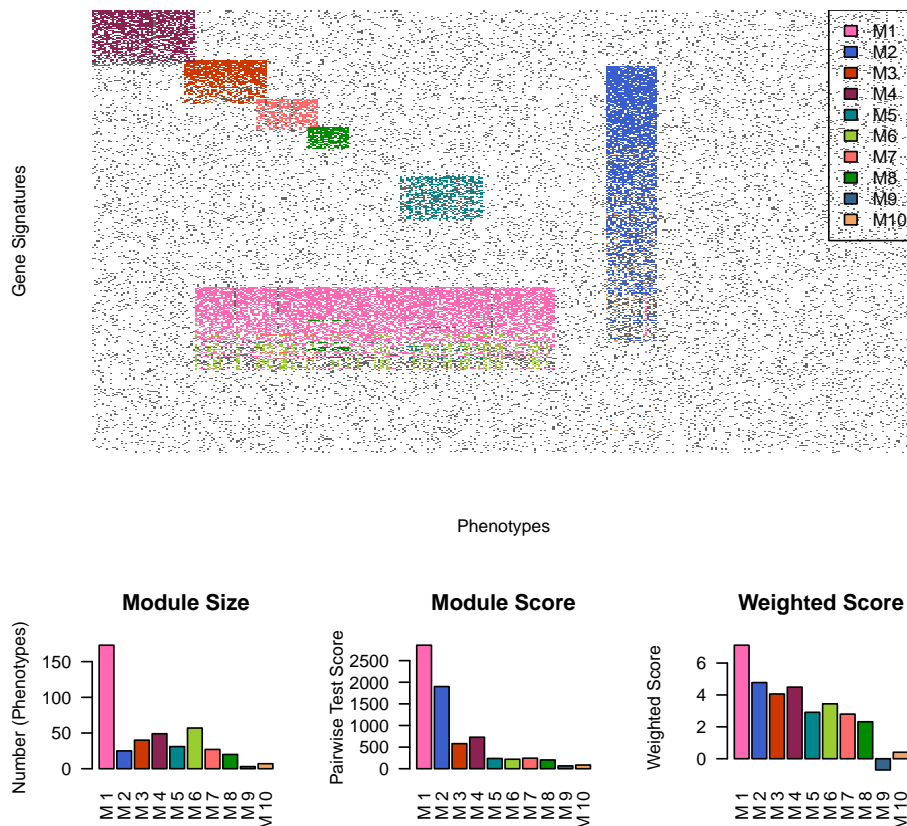 Gene Signatures
M1
M2
M3
M4
M5
M6
M7
M8
M9
M10
Phenotypes
Module Size
Number (Phenotypes)
150
100
50
0
M 1
M 2
M 3
M 4
M 5
M 6
M 7
M 8
M 9
M 10
Module Score
Pairwise Test Score
2500
2000
1500
1000
500
0
M 1
M 2
M 3
M 4
M 5
M 6
M 7
M 8
M 9
M 10
Weighted Score
Weighted Score
6
4
2
0
M 1
M 2
M 3
M 4
M 5
M 6
M 7
M 8
M 9
M 10